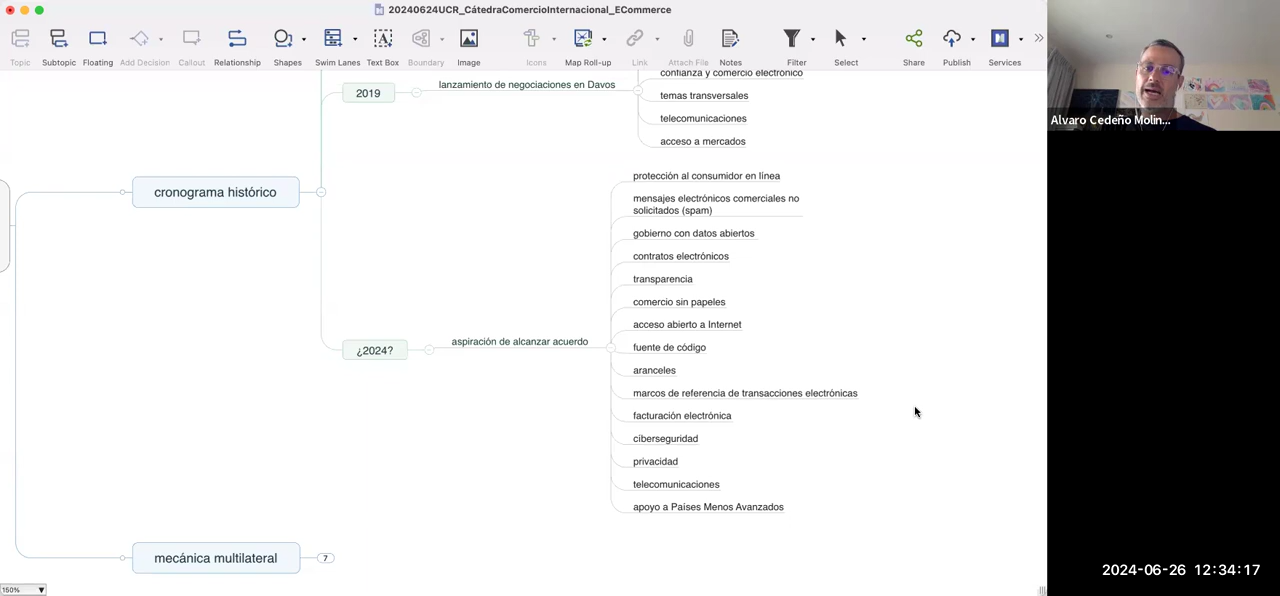 20240624UCR_CátedraComercioInternacional_ECommerce
Topic
Subtopic
Floating
Add Decision
Callout
Relationship
Shapes
Swim Lanes
Text Box
Boundary
Image
Icons
Map Roll-up
Link
Attach File
Notes
Filter
Select
Share
Publish
Services
Alvaro Cedeño Molin...
confianza y comercio electrónico
2019
lanzamiento de negociaciones en Davos
temas transversales
telecomunicaciones
acceso a mercados
cronograma histórico
protección al consumidor en línea
mensajes electrónicos comerciales no
solicitados (spam)
gobierno con datos abiertos
contratos electrónicos
transparencia
comercio sin papeles
acceso abierto a Internet
¿2024?
aspiración de alcanzar acuerdo
fuente de código
aranceles
marcos de referencia de transacciones electrónicas
facturación electrónica
ciberseguridad
privacidad
telecomunicaciones
apoyo a Países Menos Avanzados
mecánica multilateral
7
150%
2024-06-26 12:34:17